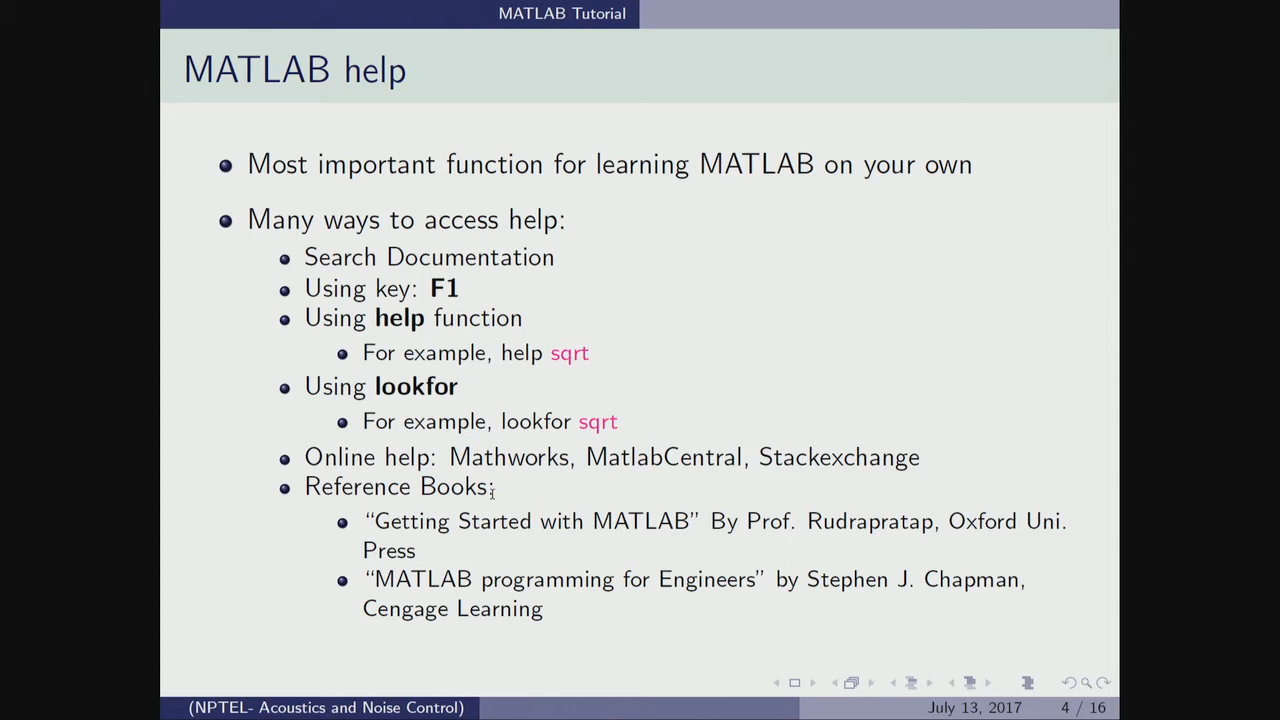 MATLAB Tutorial
MATLAB help
Most important function for learning MATLAB on your own
Many ways to access help:
Search Documentation
Using key: F1
Using help function
For example, help sqrt
Using lookfor
For example, lookfor sqrt
Online help: Mathworks, MatlabCentral, Stackexchange
Reference Books:
“Getting Started with MATLAB” By Prof. Rudrapratap, Oxford Uni.
Press
“MATLAB programming for Engineers” by Stephen J. Chapman,
Cengage Learning
(NPTEL- Acoustics and Noise Control)
July 13, 2017
4 / 16